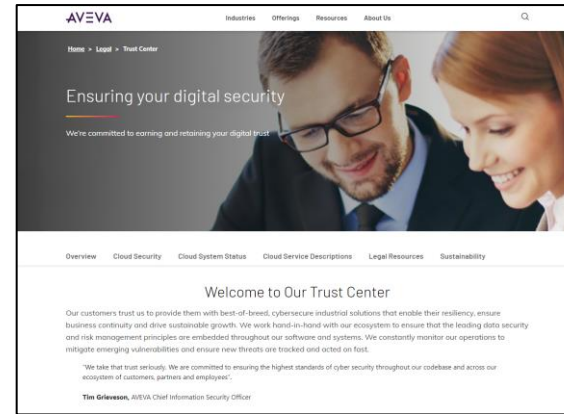 AVEVA
Industries Offerings Resources About Us
Home > Legal > Trust Center
Ensuring your digital security
We're committed to earning and retaining your digital trust
Overview Cloud Security Cloud System Status Cloud Service Descriptions Legal Resources Sustainability
Welcome to Our Trust Center
Our customers trust us to provide them with best-of-breed, cybersecure industrial solutions that enable their resiliency, ensure
business continuity and drive sustainable growth. We work hand-in-hand with our ecosystem to ensure that the leading data security
and risk management principles are embedded throughout our software and systems. We constantly monitor our operations to
mitigate emerging vulnerabilities and ensure new threats are tracked and acted on fast.
"We take that trust seriously. We are committed to ensuring the highest standards of cyber security throughout our codebase and across our
ecosystem of customers, partners and employees".
Tim Grieveson, AVEVA Chief Information Security Officer